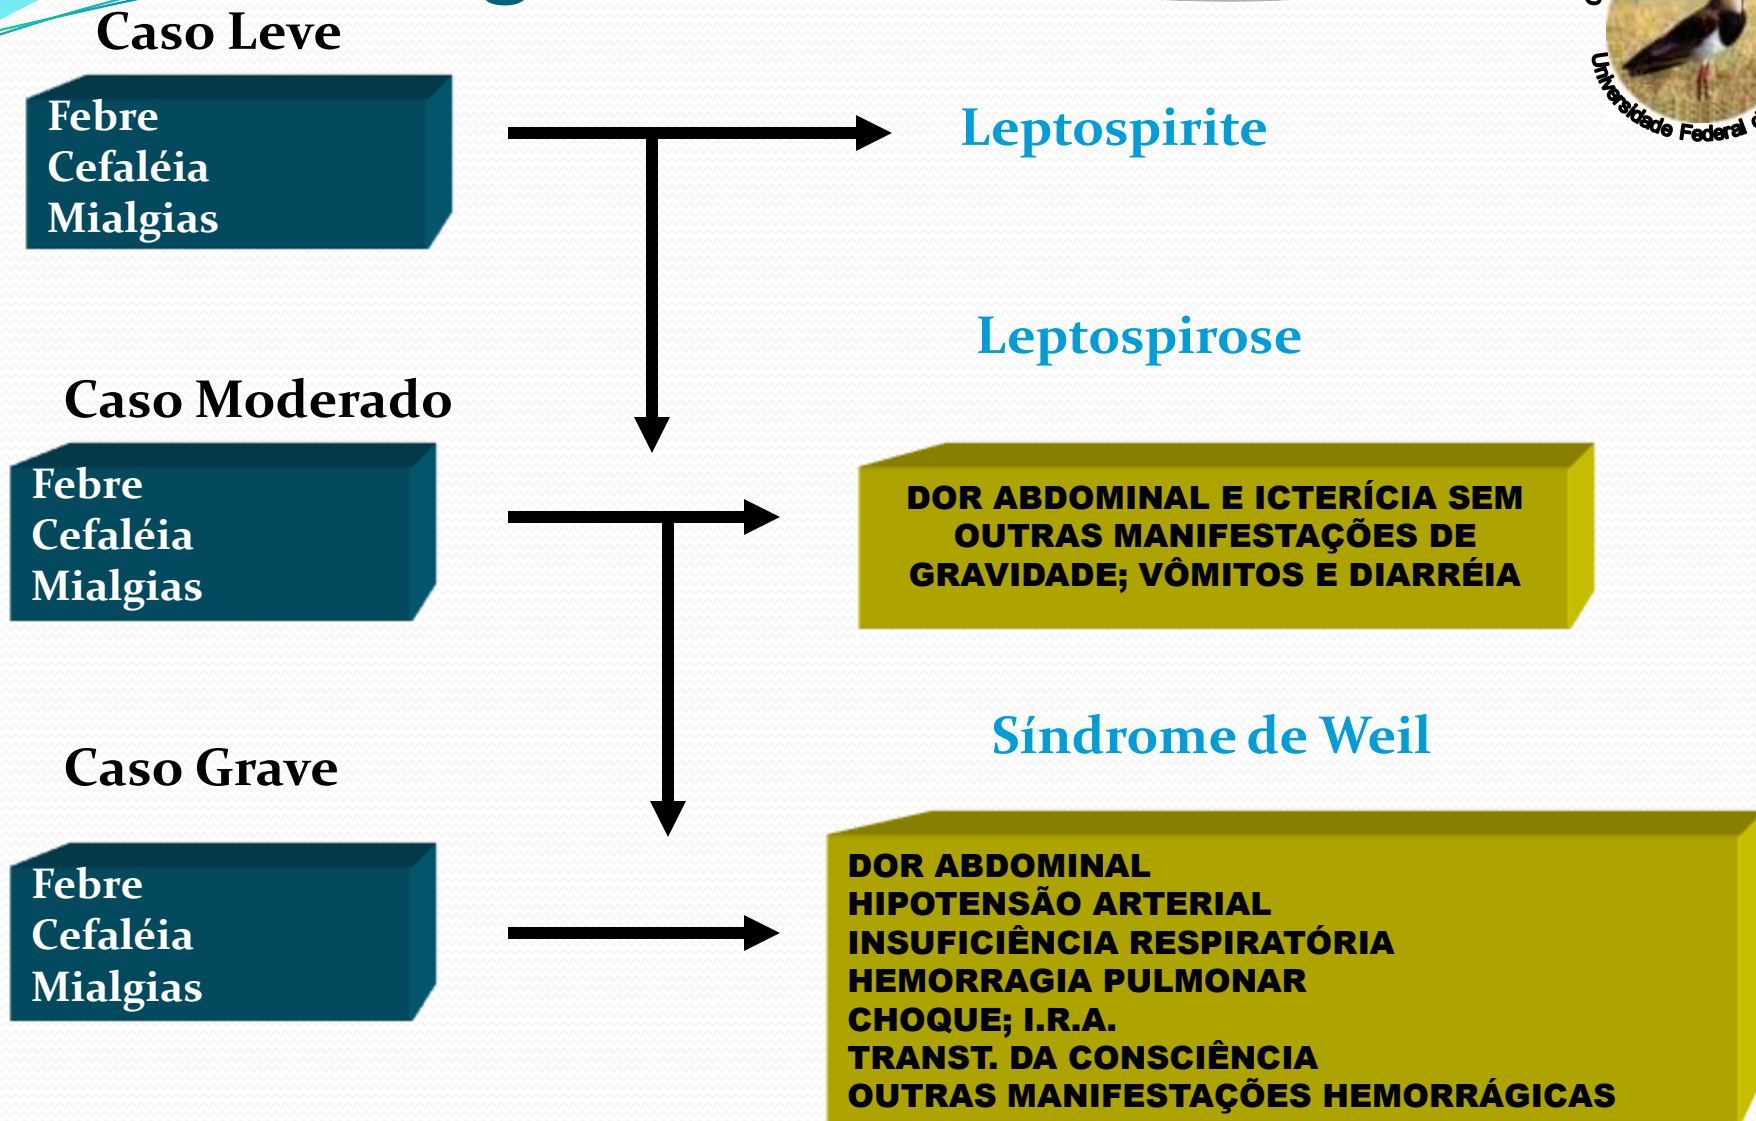 Caso Leve
Febre
Cefaléia
Mialgias
Leptospirite
Universidade Federal d
Leptospirose
Caso Moderado
Febre
Cefaléia
Mialgias
DOR ABDOMINAL E ICTERÍCIA SEM
OUTRAS MANIFESTAÇÕES DE
GRAVIDADE; VÔMITOS E DIARRÉIA
Síndrome de Weil
Caso Grave
Febre
Cefaléia
Mialgias
DOR ABDOMINAL
HIPOTENSÃO ARTERIAL
INSUFICIÊNCIA RESPIRATÓRIA
HEMORRAGIA PULMONAR
CHOQUE; I.R.A.
TRANST. DA CONSCIÊNCIA
OUTRAS MANIFESTAÇÕES HEMORRÁGICAS